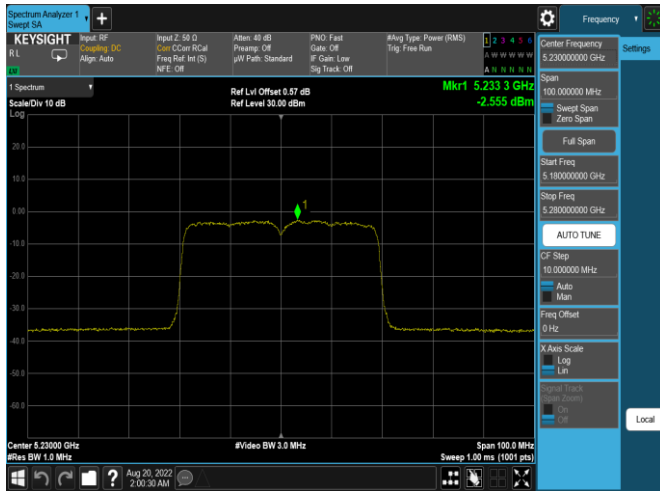 Spectrum Analyzer 1
Swept SA
Frequency
KEYSIGHT
R L
LXI
Input: RF
Coupling: DC
Align: Auto
Input Z: 50 Ω
Corr CCorr RCal
Freq Ref: Int (S)
NFE: Off
Atten: 40 dB
Preamp: Off
µW Path: Standard
PNO: Fast
Gate: Off
IF Gain: Low
Sig Track: Off
#Avg Type: Power (RMS)
Trig: Free Run
1 2 3 4 5 6
A W W W W W
A N N N N N
1 Spectrum
Scale/Div 10 dB
Log
Ref Lvl Offset 0.57 dB
Ref Level 30.00 dBm
Mkr1 5.233 3 GHz
-2.555 dBm
20.0
10.0
0.00
-10.0
-20.0
-30.0
-40.0
-50.0
-60.0
1
Center 5.23000 GHz
#Res BW 1.0 MHz
#Video BW 3.0 MHz
Span 100.0 MHz
Sweep 1.00 ms (1001 pts)
?
Aug 20, 2022
2:00:30 AM
Center Frequency
5.230000000 GHz
Settings
Span
100.000000 MHz
Swept Span
Zero Span
Full Span
Start Freq
5.180000000 GHz
Stop Freq
5.280000000 GHz
AUTO TUNE
CF Step
10.000000 MHz
Auto
Man
Freq Offset
0 Hz
X Axis Scale
Log
Lin
Signal Track
(Span Zoom)
On
Off
Local